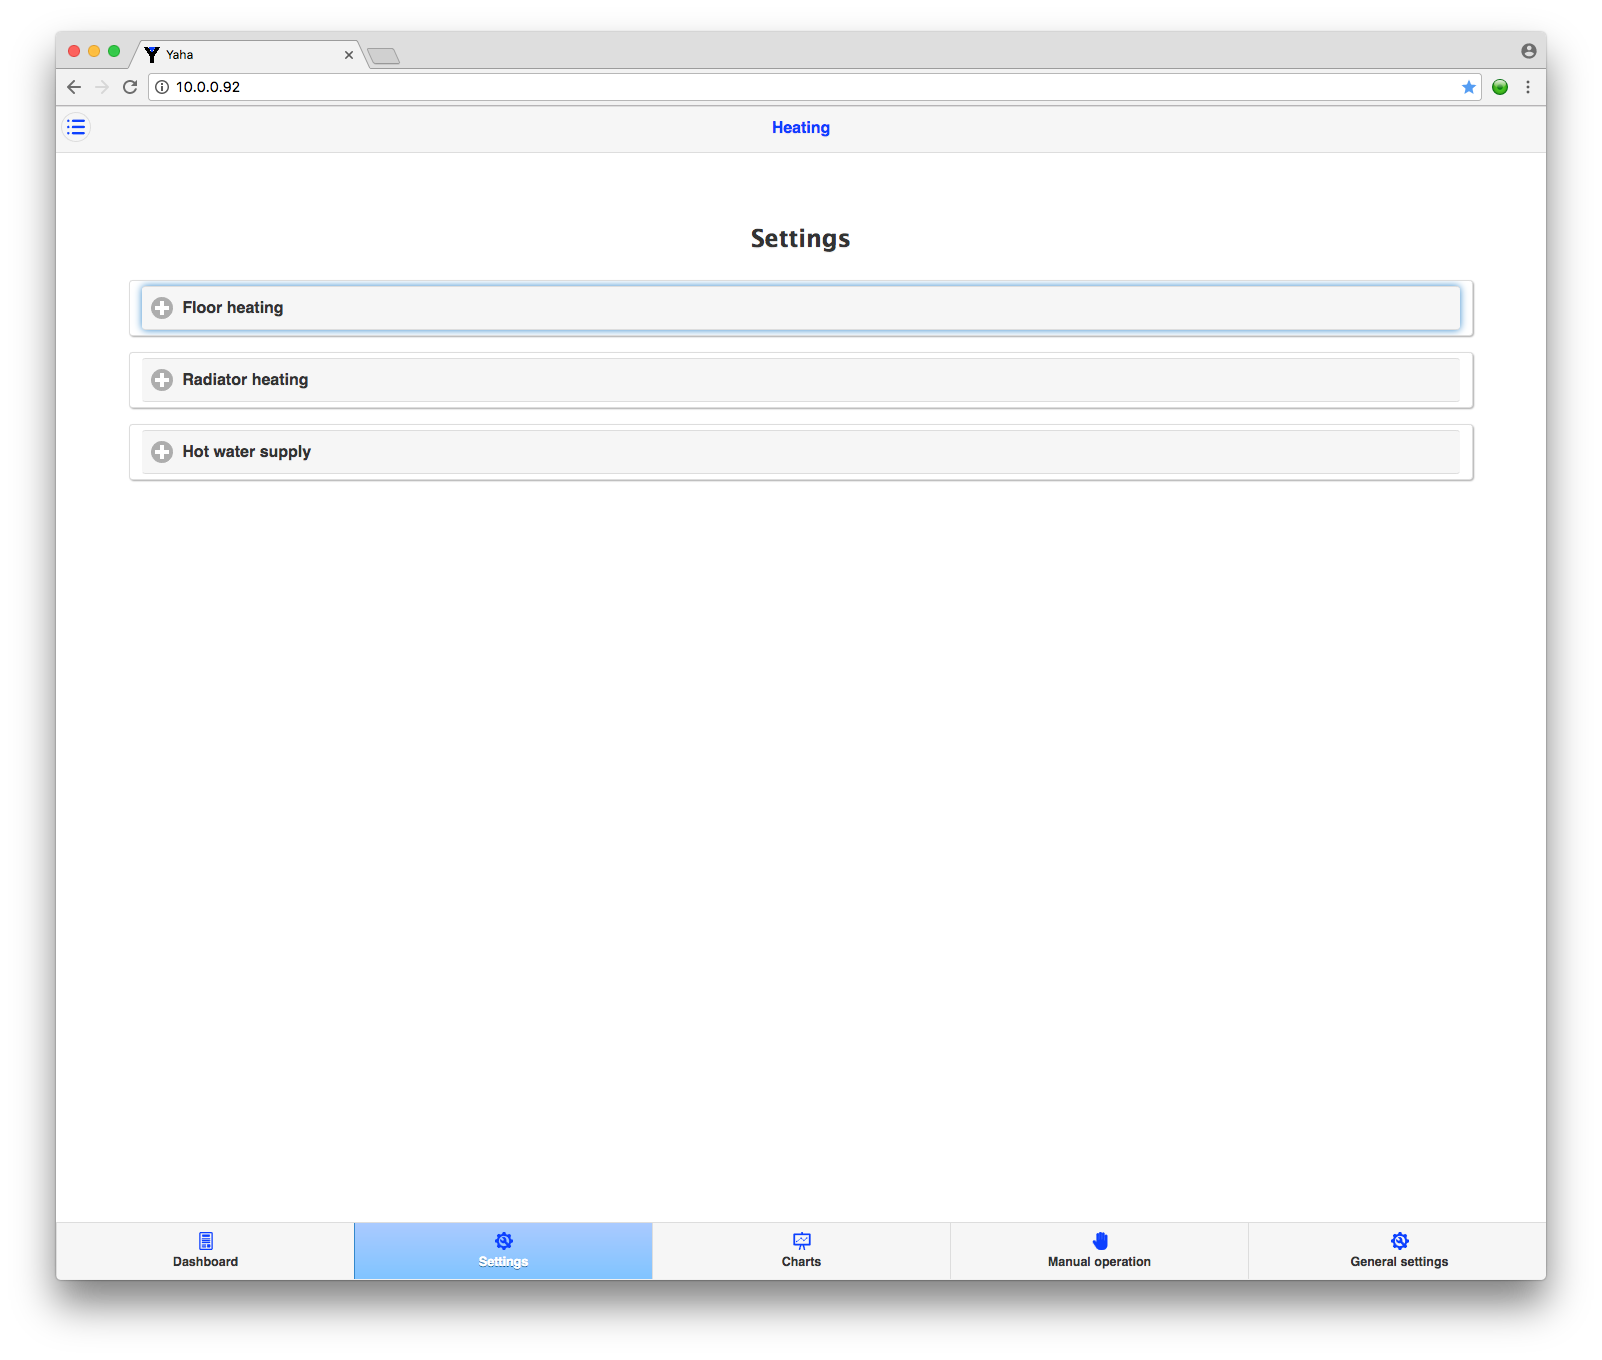 Yaha
10.0.0.92
Heating
Settings
Floor heating
Radiator heating
Hot water supply
Dashboard
Settings
Charts
Manual operation
General settings